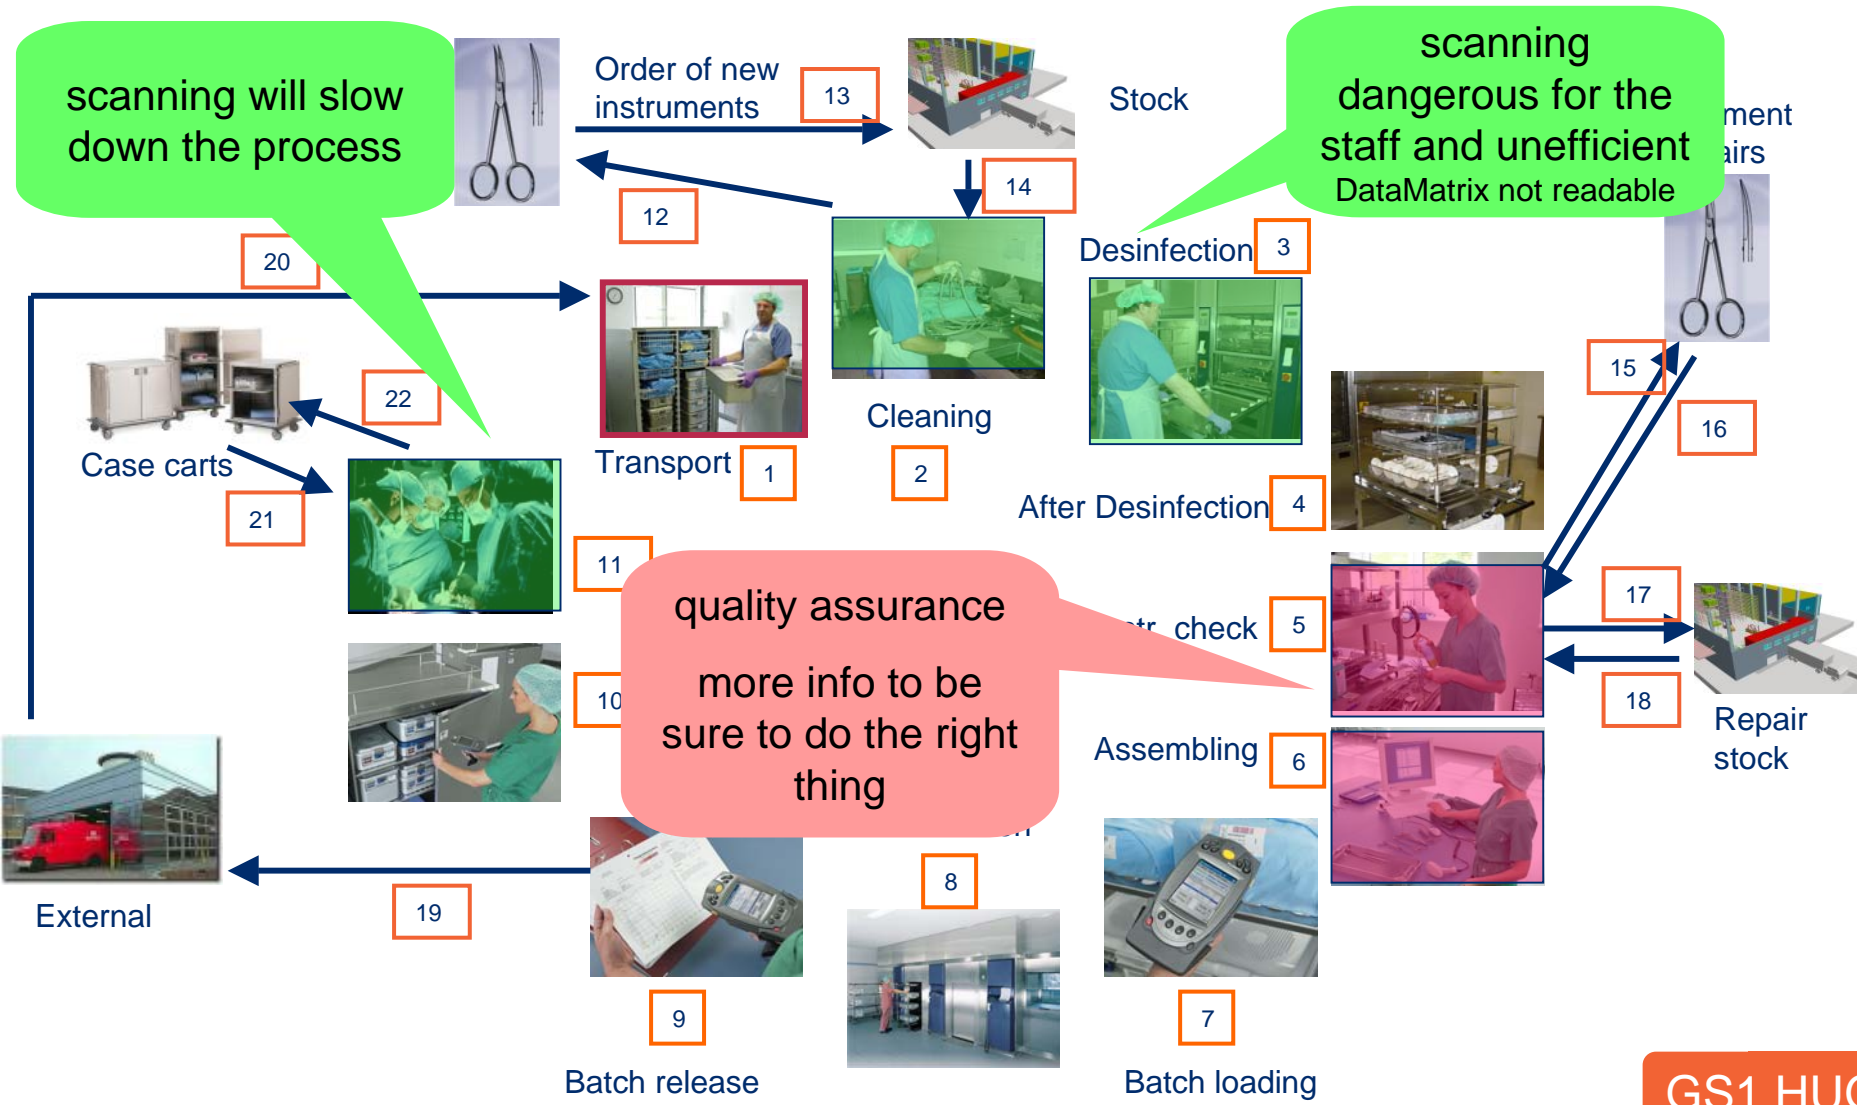 scanning will slow
down the process
Order of new
instruments
13
Stock
scanning
dangerous for the
staff and unefficient
DataMatrix not readable
14
12
20
Desinfection
3
15
16
22
Case carts
21
Transport
1
Cleaning
2
After Desinfection
4
11
quality assurance
more info to be
sure to do the right
thing
check
5
17
18
Repair
stock
10
Assembling
6
External
19
8
9
7
Batch release
Batch loading
GS1